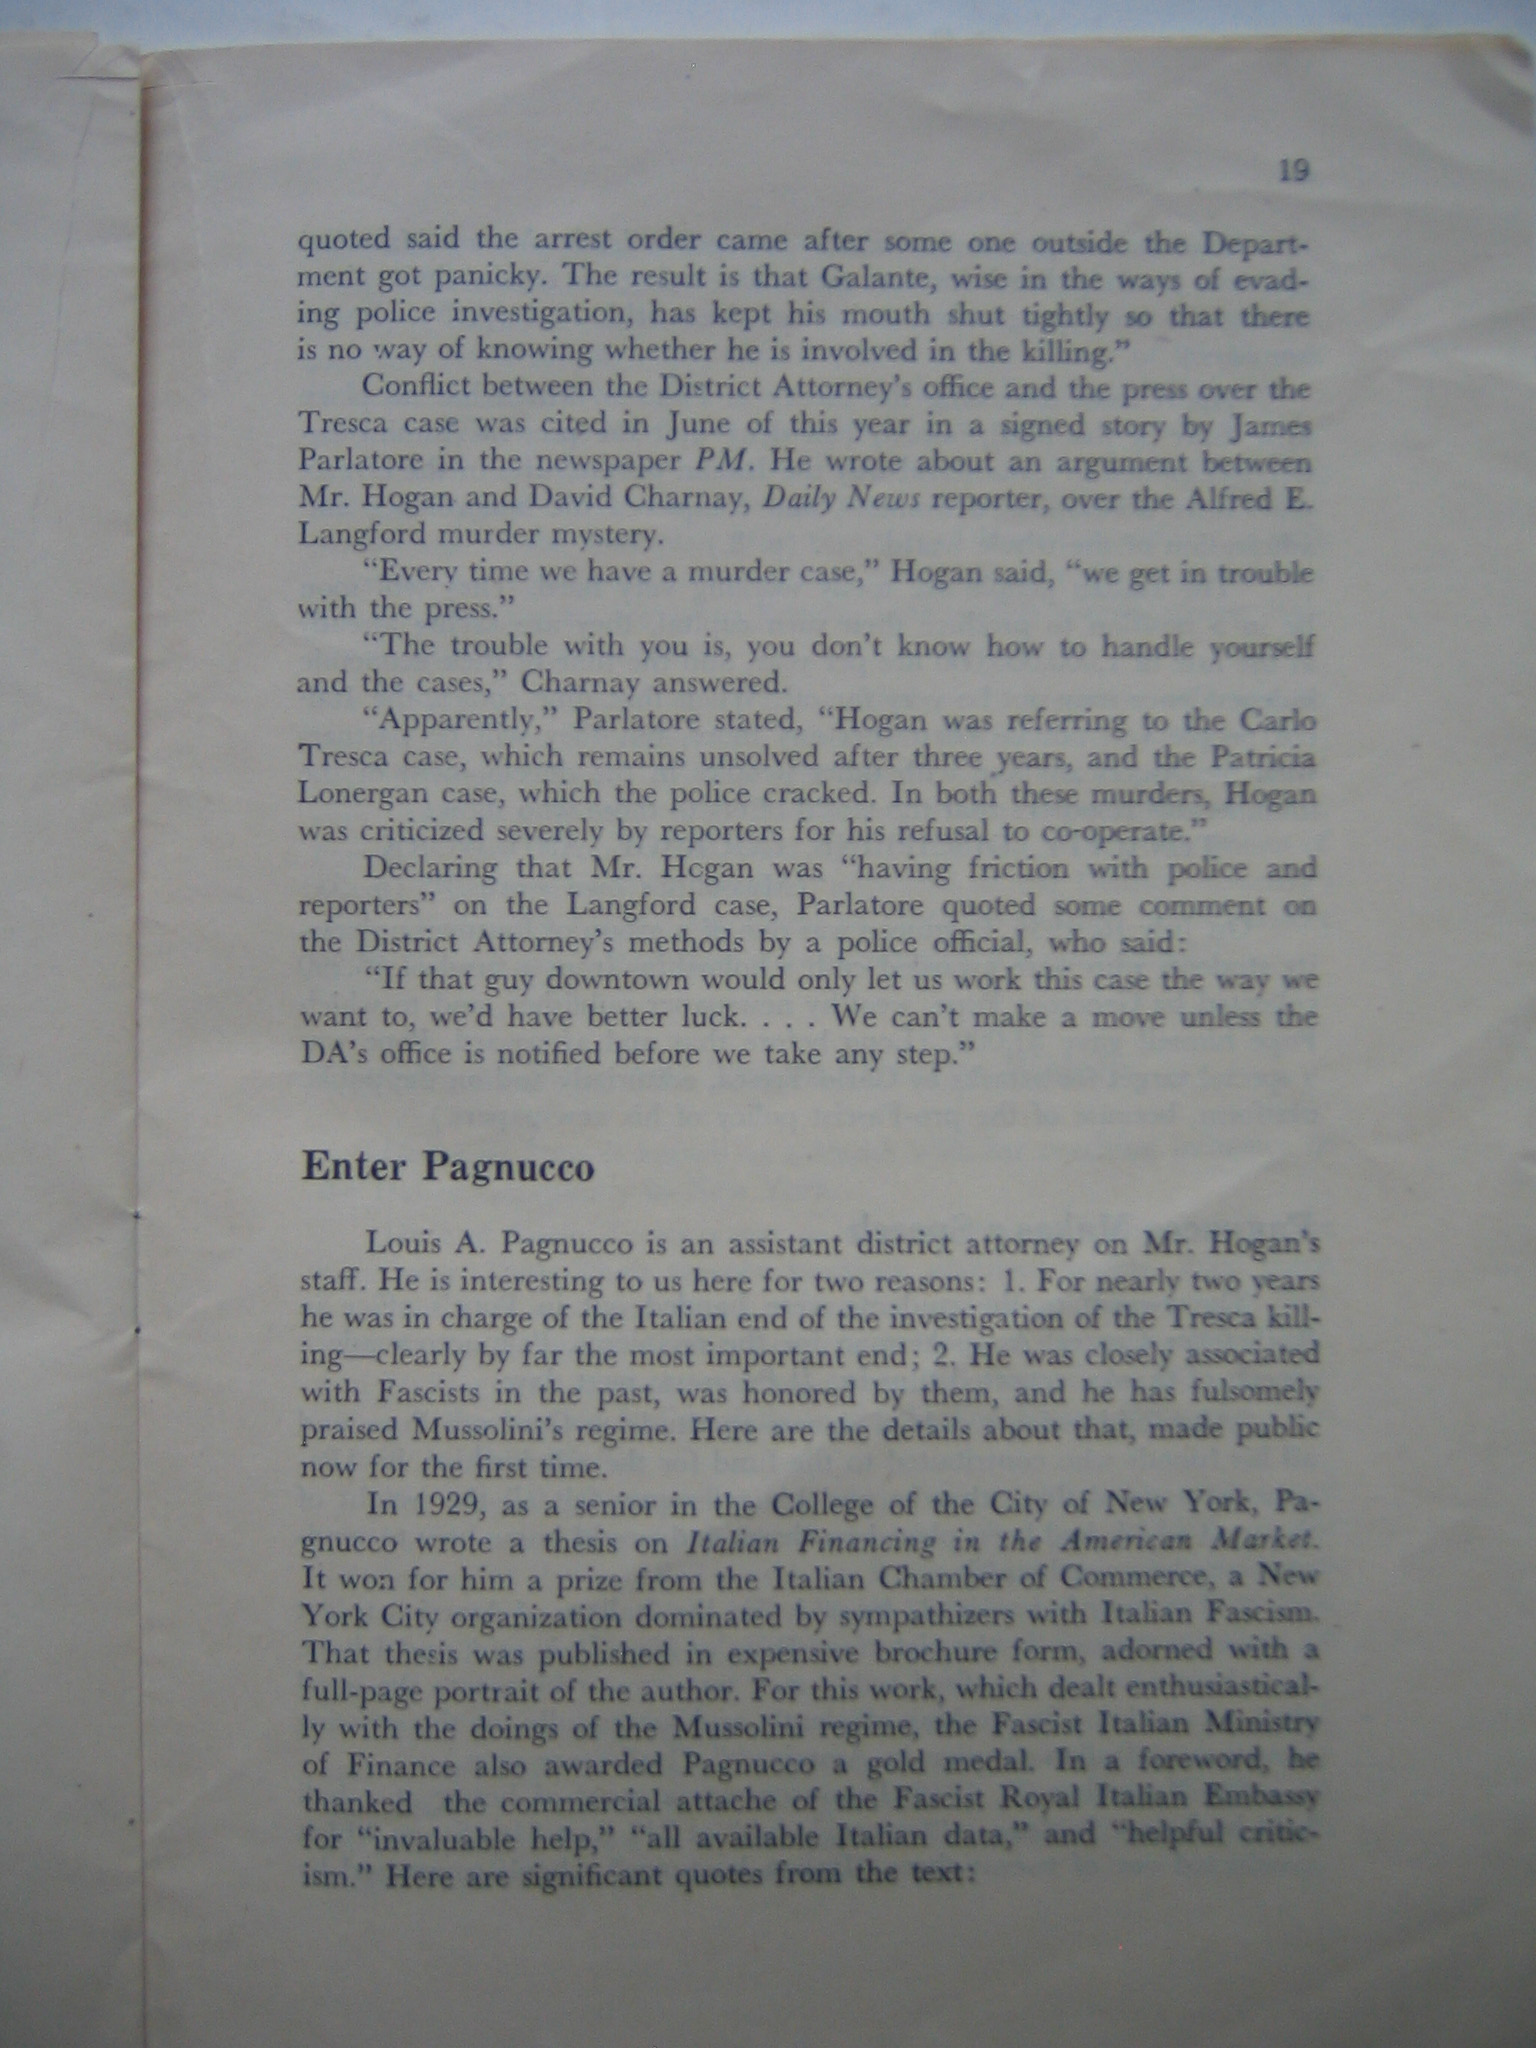 19
quoted said the arrest order came after some one outside the Depart-
ment got panicky. The result is that Galante, wise in the ways of evad-
ing police investigation, has kept his mouth shut tightly so that there
is no way of knowing whether he is involved in the killing.”
Conflict between the District Attorney’s office and the press over the
Tresca case was cited in June of this year in a signed story by James
Parlatore in the newspaper PM. He wrote about an argument between
Mr. Hogan and David Charnay, Daily News reporter, over the Alfred E.
Langford murder mystery.
“Every time we have a murder case,” Hogan said, “we get in trouble
with the press.”
“The trouble with you is, you don’t know how to handle yourself
and the cases,” Charnay answered.
“Apparently,” Parlatore stated, “Hogan was referring to the Carlo
Tresca case, which remains unsolved after three years, and the Patricia
Lonergan case, which the police cracked. In both these murders, Hogan
was criticized severely by reporters for his refusal to co-operate.”
Declaring that Mr. Hogan was “having friction with police and
reporters” on the Langford case, Parlatore quoted some comment on
the District Attorney’s methods by a police official, who said:
“If that guy downtown would only let us work this case the way we
want to, we’d have better luck. . . . We can’t make a move unless the
DA’s office is notified before we take any step.”
Enter Pagnucco
Louis A. Pagnucco is an assistant district attorney on Mr. Hogan’s
staff. He is interesting to us here for two reasons: 1. For nearly two years
he was in charge of the Italian end of the investigation of the Tresca kill-
ing—clearly by far the most important end; 2. He was closely associated
with Fascists in the past, was honored by them, and he has fulsomely
praised Mussolini’s regime. Here are the details about that, made public
now for the first time.
In 1929, as a senior in the College of the City of New York, Pa-
gnucco wrote a thesis on Italian Financing in the American Market.
It won for him a prize from the Italian Chamber of Commerce, a New
York City organization dominated by sympathizers with Italian Fascism.
That thesis was published in expensive brochure form, adorned with a
full-page portrait of the author. For this work, which dealt enthusiastical-
ly with the doings of the Mussolini regime, the Fascist Italian Ministry
of Finance also awarded Pagnucco a gold medal. In a foreword, he
thanked the commercial attache of the Fascist Royal Italian Embassy
for “invaluable help,” “all available Italian data,” and “helpful critic-
ism.” Here are significant quotes from the text: